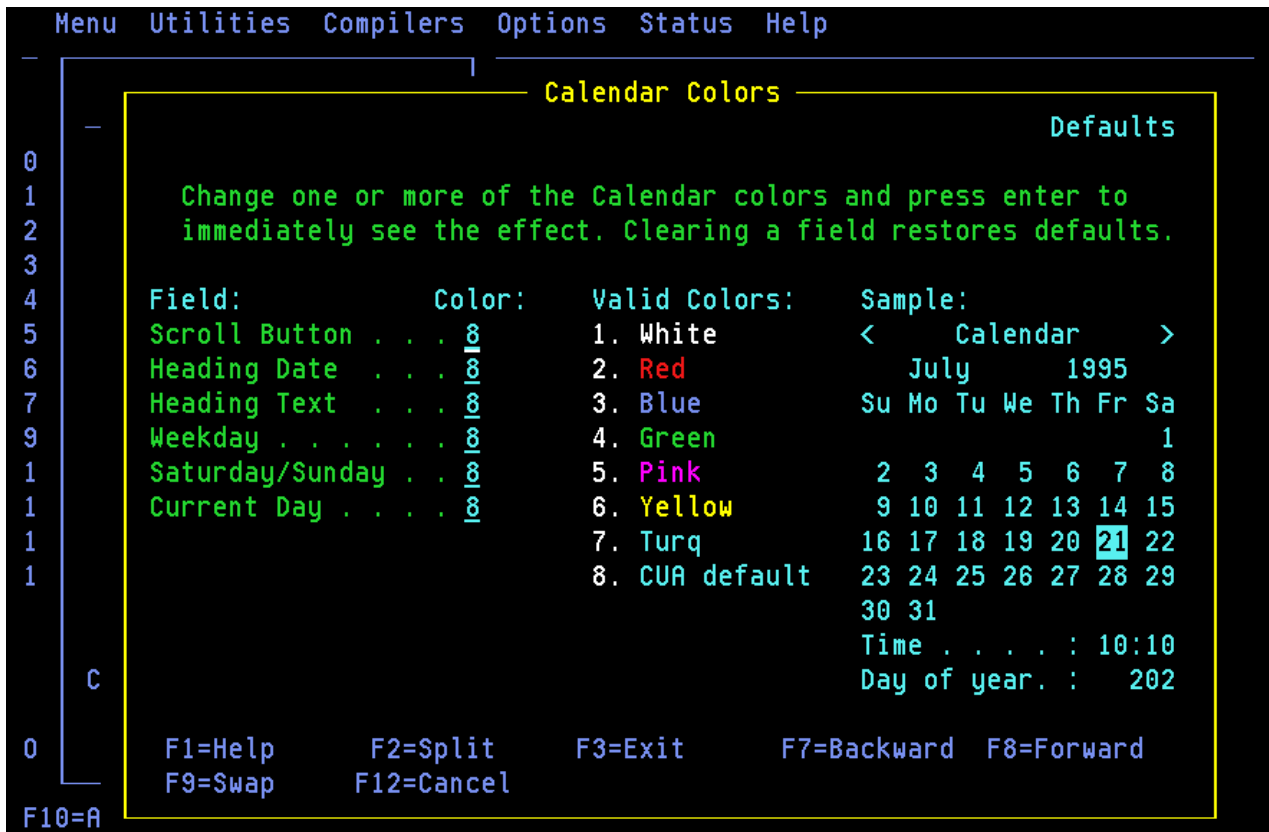 Menu  Utilities  Compilers  Options  Status  Help
Calendar Colors
Defaults
0
1 Change one or more of the Calendar colors and press enter to
2 immediately see the effect. Clearing a field restores defaults.
3
4 Field: Color: Valid Colors: Sample:
5 Scroll Button . . . 8 1. White < Calendar >
6 Heading Date . . . 8 2. Red July 1995
7 Heading Text . . . 8 3. Blue Su Mo Tu We Th Fr Sa
9 Weekday . . . . . . 8 4. Green 1
1 Saturday/Sunday . . 8 5. Pink 2 3 4 5 6 7 8
1 Current Day . . . . 8 6. Yellow 9 10 11 12 13 14 15
1 7. Turq 16 17 18 19 20 21 22
1 8. CUA default 23 24 25 26 27 28 29
30 31
Time . . . . : 10:10
C Day of year. : 202
O F1=Help F2=Split F3=Exit F7=Backward F8=Forward
F9=Swap F12=Cancel
F10=A